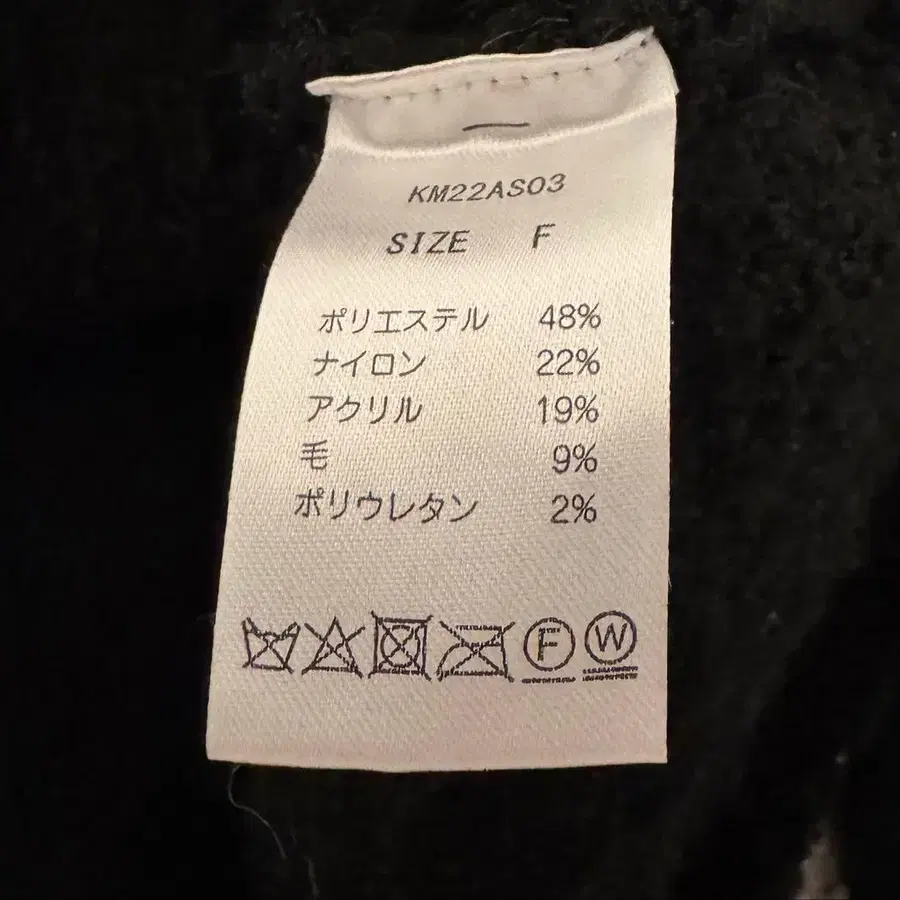 KM22AS03
SIZE F
ポリエステル 48%
ナイロン 22%
アクリル 19%
毛 9%
ポリウレタン 2%
F W